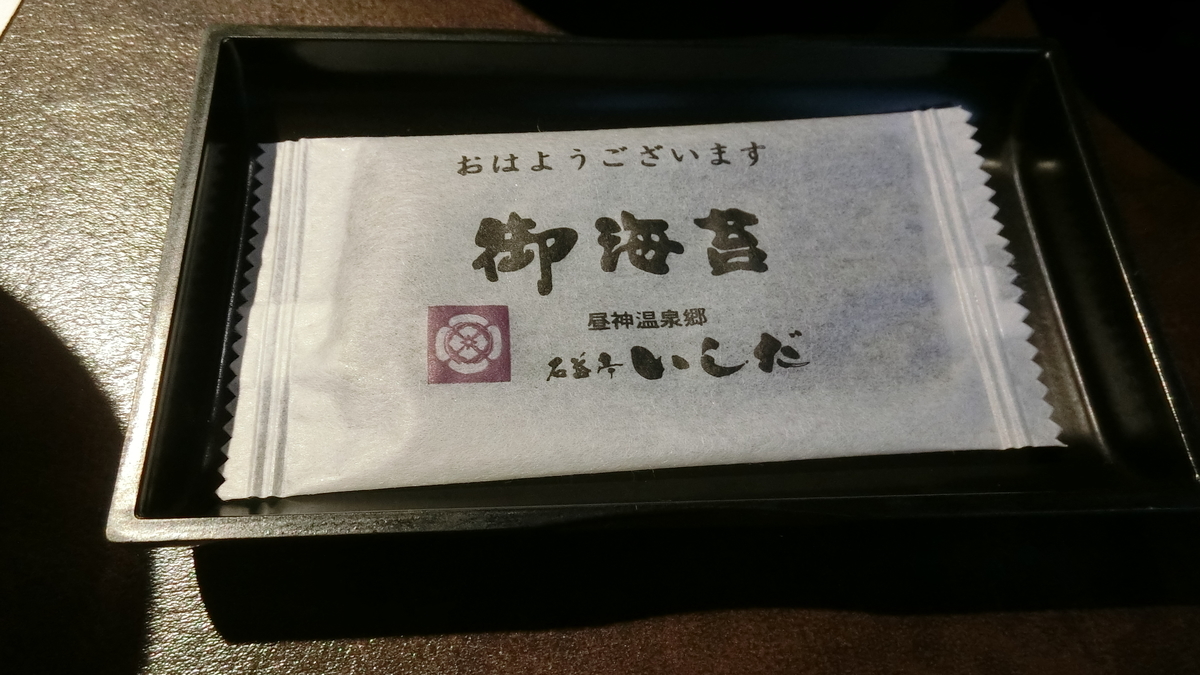 おはようございます
御海苔
昼神温泉郷
石苔亭いしだ